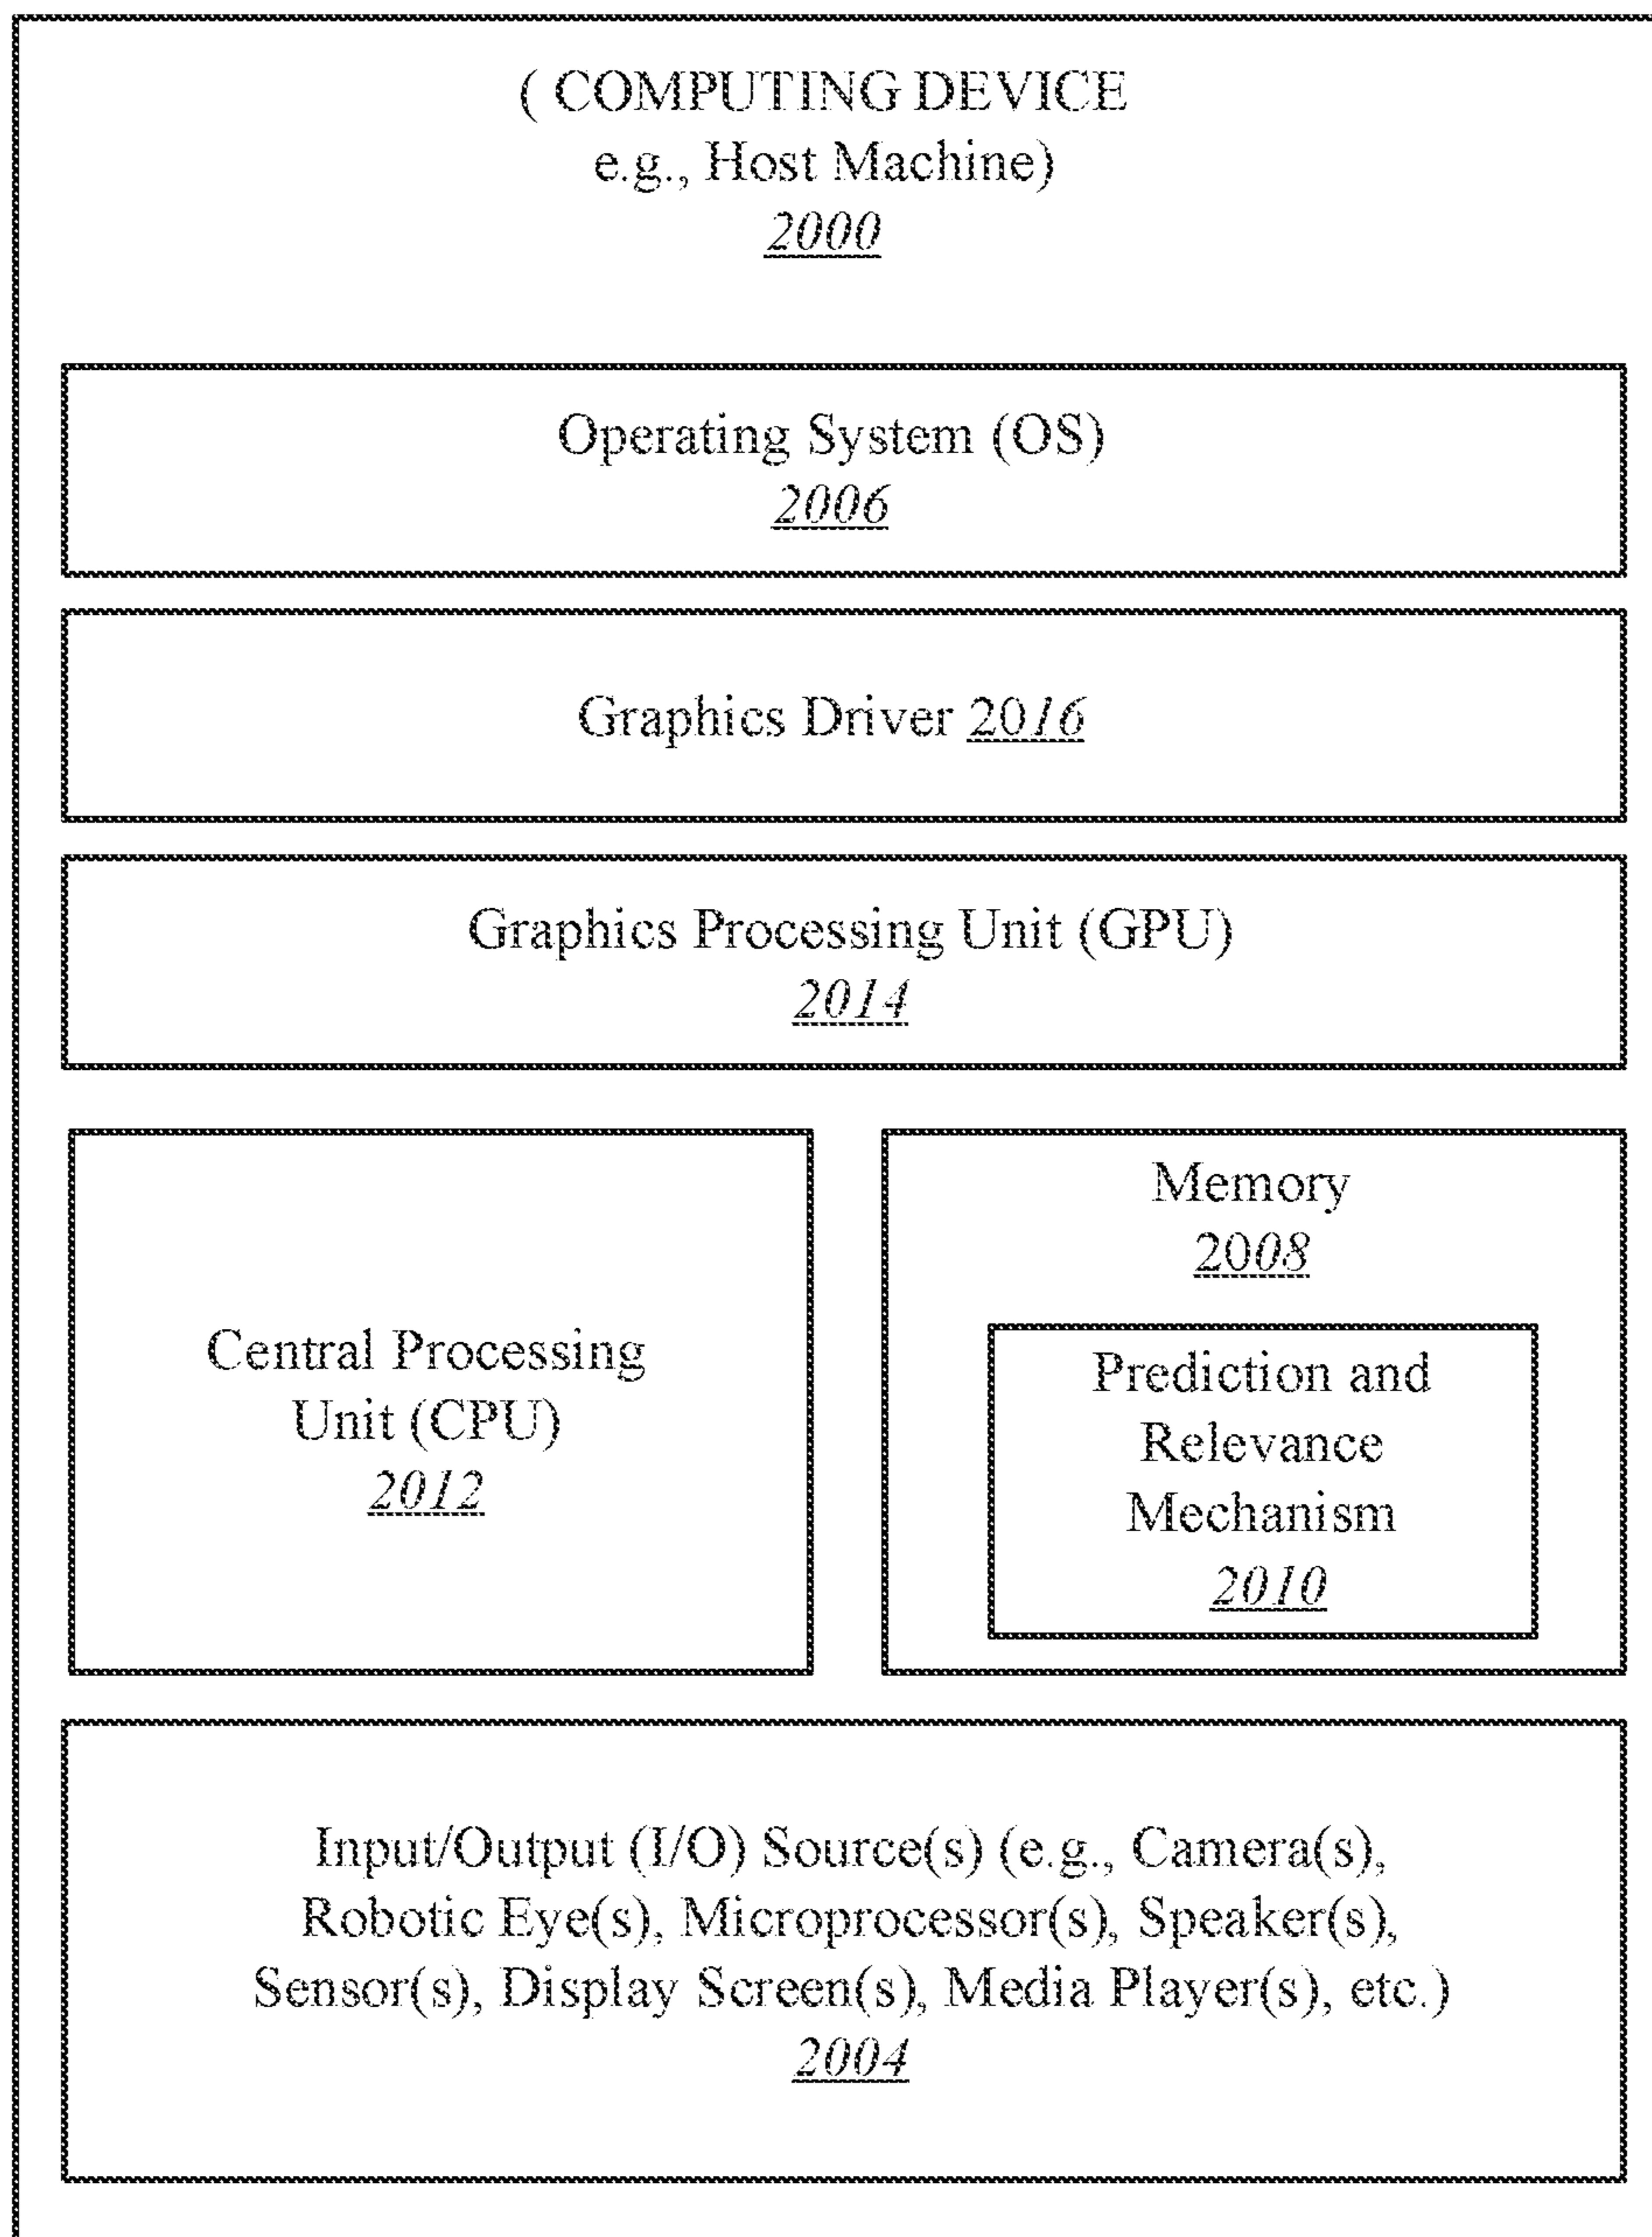 ( COMPUTING DEVICE
e.g., Host Machine)
2000
Operating System (OS)
2006
Graphics Driver 2016
Graphics Processing Unit (GPU)
2014
Central Processing
Unit (CPU)
2012
Memory
2008
Prediction and
Relevance
Mechanism
2010
Input/Output (I/O) Source(s) (e.g., Camera(s),
Robotic Eye(s), Microprocessor(s), Speaker(s),
Sensor(s), Display Screen(s), Media Player(s), etc.)
2004